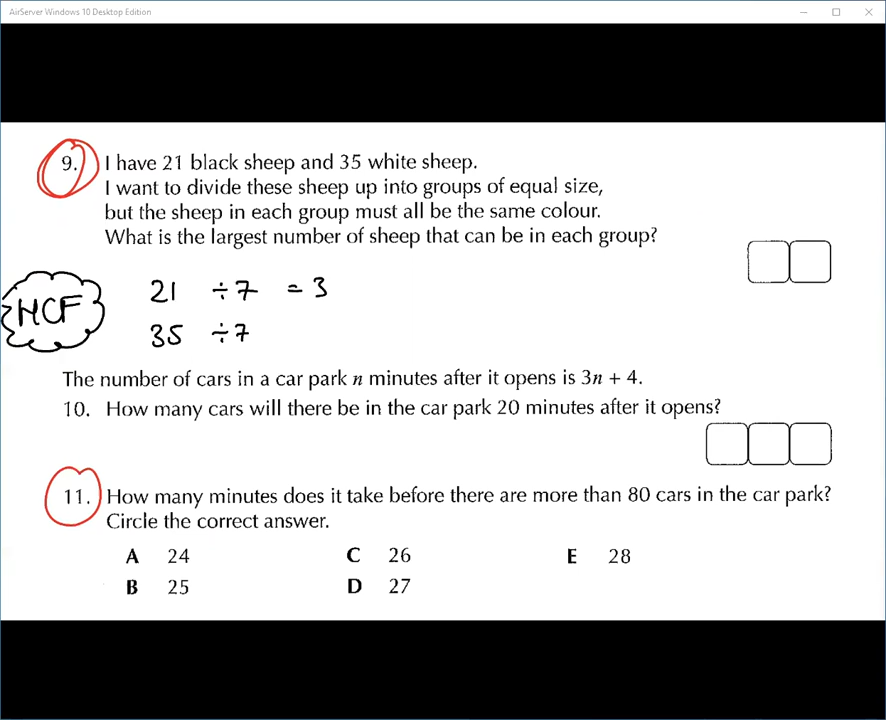 AirServer Windows 10 Desktop Edition
9. I have 21 black sheep and 35 white sheep.
I want to divide these sheep up into groups of equal size,
but the sheep in each group must all be the same colour.
What is the largest number of sheep that can be in each group?
HCF
21 ÷7 = 3
35 ÷7
The number of cars in a car park n minutes after it opens is 3n + 4.
10. How many cars will there be in the car park 20 minutes after it opens?
11. How many minutes does it take before there are more than 80 cars in the car park?
Circle the correct answer.
A 24 C 26 E 28
B 25 D 27